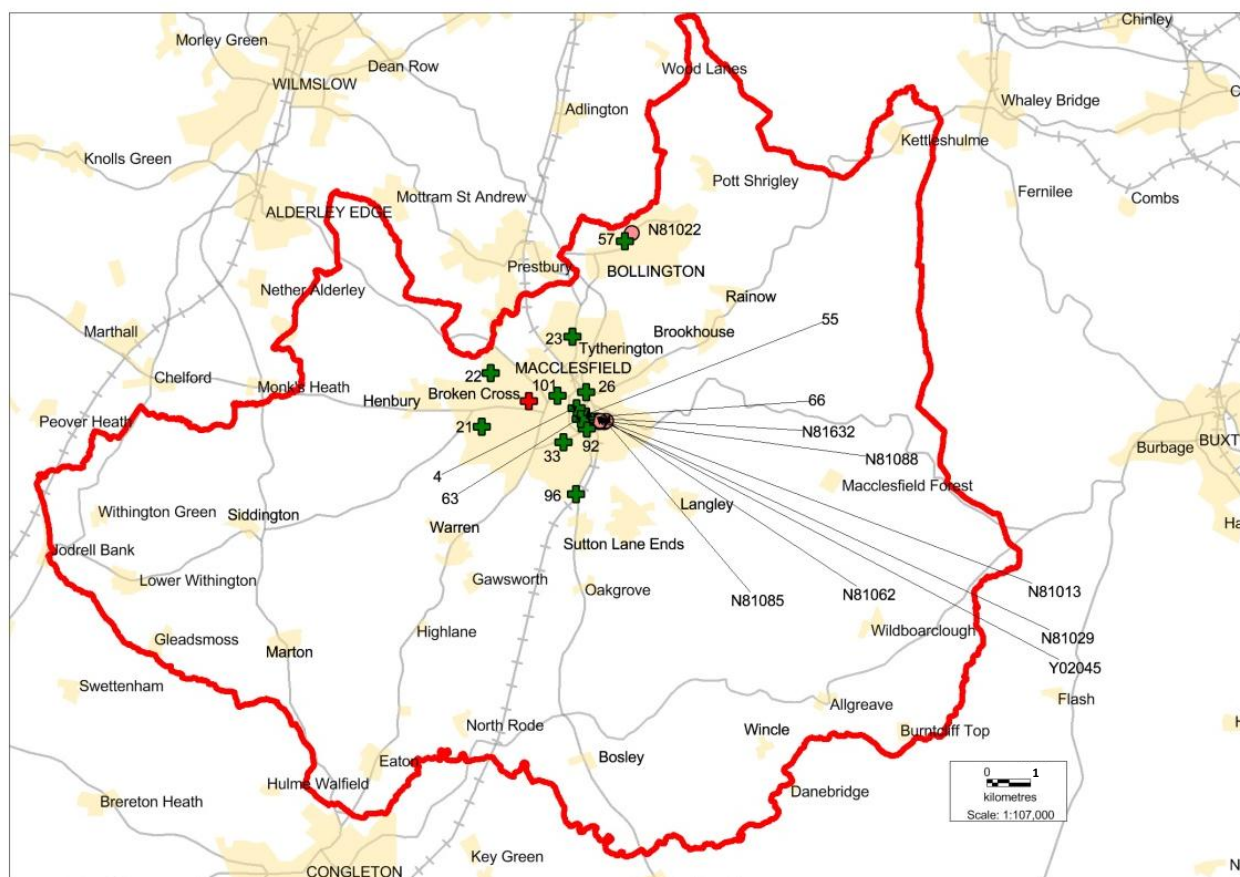 Chinley
Morley Green
Dean Row
Wood Lanes
WILMSLOW
Whaley Bridge
Adlington
Kettleshulme
Knolls Green
Pott Shrigley
Fernilee
Combs
Mottram St Andrew
ALDERLEY EDGE
N81022
57
Prestbury
BOLLINGTON
Nether Alderley
Rainow
Marthall
Brookhouse
55
23
Tytherington
MACCLESFIELD
Chelford
22
Monk's Heath
101
26
Broken Cross
Henbury
66
Peover Heath
21
N81632
BUXT
92
Burbage
33
N81088
4
Macclesfield Forest
63
96
Langley
Withington Green
Siddington
Warren
Ha
Sutton Lane Ends
Jodrell Bank
Lower Withington
Gawsworth
Oakgrove
N81085
N81062
N81013
Highlane
Wildboarclough
Gleadsmoss
N81029
Marton
Y02045
Swettenham
Flash
Allgreave
North Rode
Wincle
Burntcliff Top
H
Bosley
Eaton
0 1
kilometres
Scale: 1:107,000
Hulme Walfield
Danebridge
Brereton Heath
Key Green
CONGLETON
N